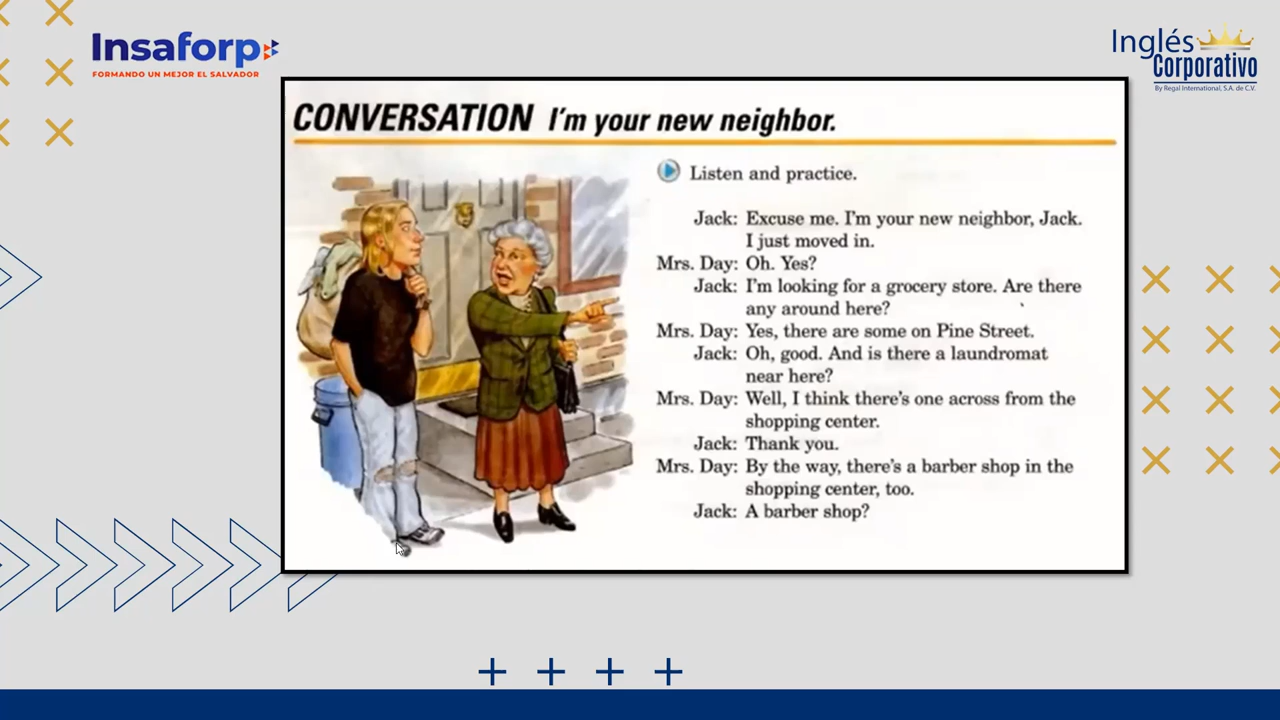 Insaforp
FORMANDO UN MEJOR EL SALVADOR
Inglés
Corporativo
By Regal International, S.A. de C.V.
CONVERSATION I'm your new neighbor.
Listen and practice.
Jack: Excuse me. I'm your new neighbor, Jack.
I just moved in.
Mrs. Day: Oh. Yes?
Jack: I'm looking for a grocery store. Are there
any around here?
Mrs. Day: Yes, there are some on Pine Street.
Jack: Oh, good. And is there a laundromat
near here?
Mrs. Day: Well, I think there's one across from the
shopping center.
Jack: Thank you.
Mrs. Day: By the way, there's a barber shop in the
shopping center, too.
Jack: A barber shop?